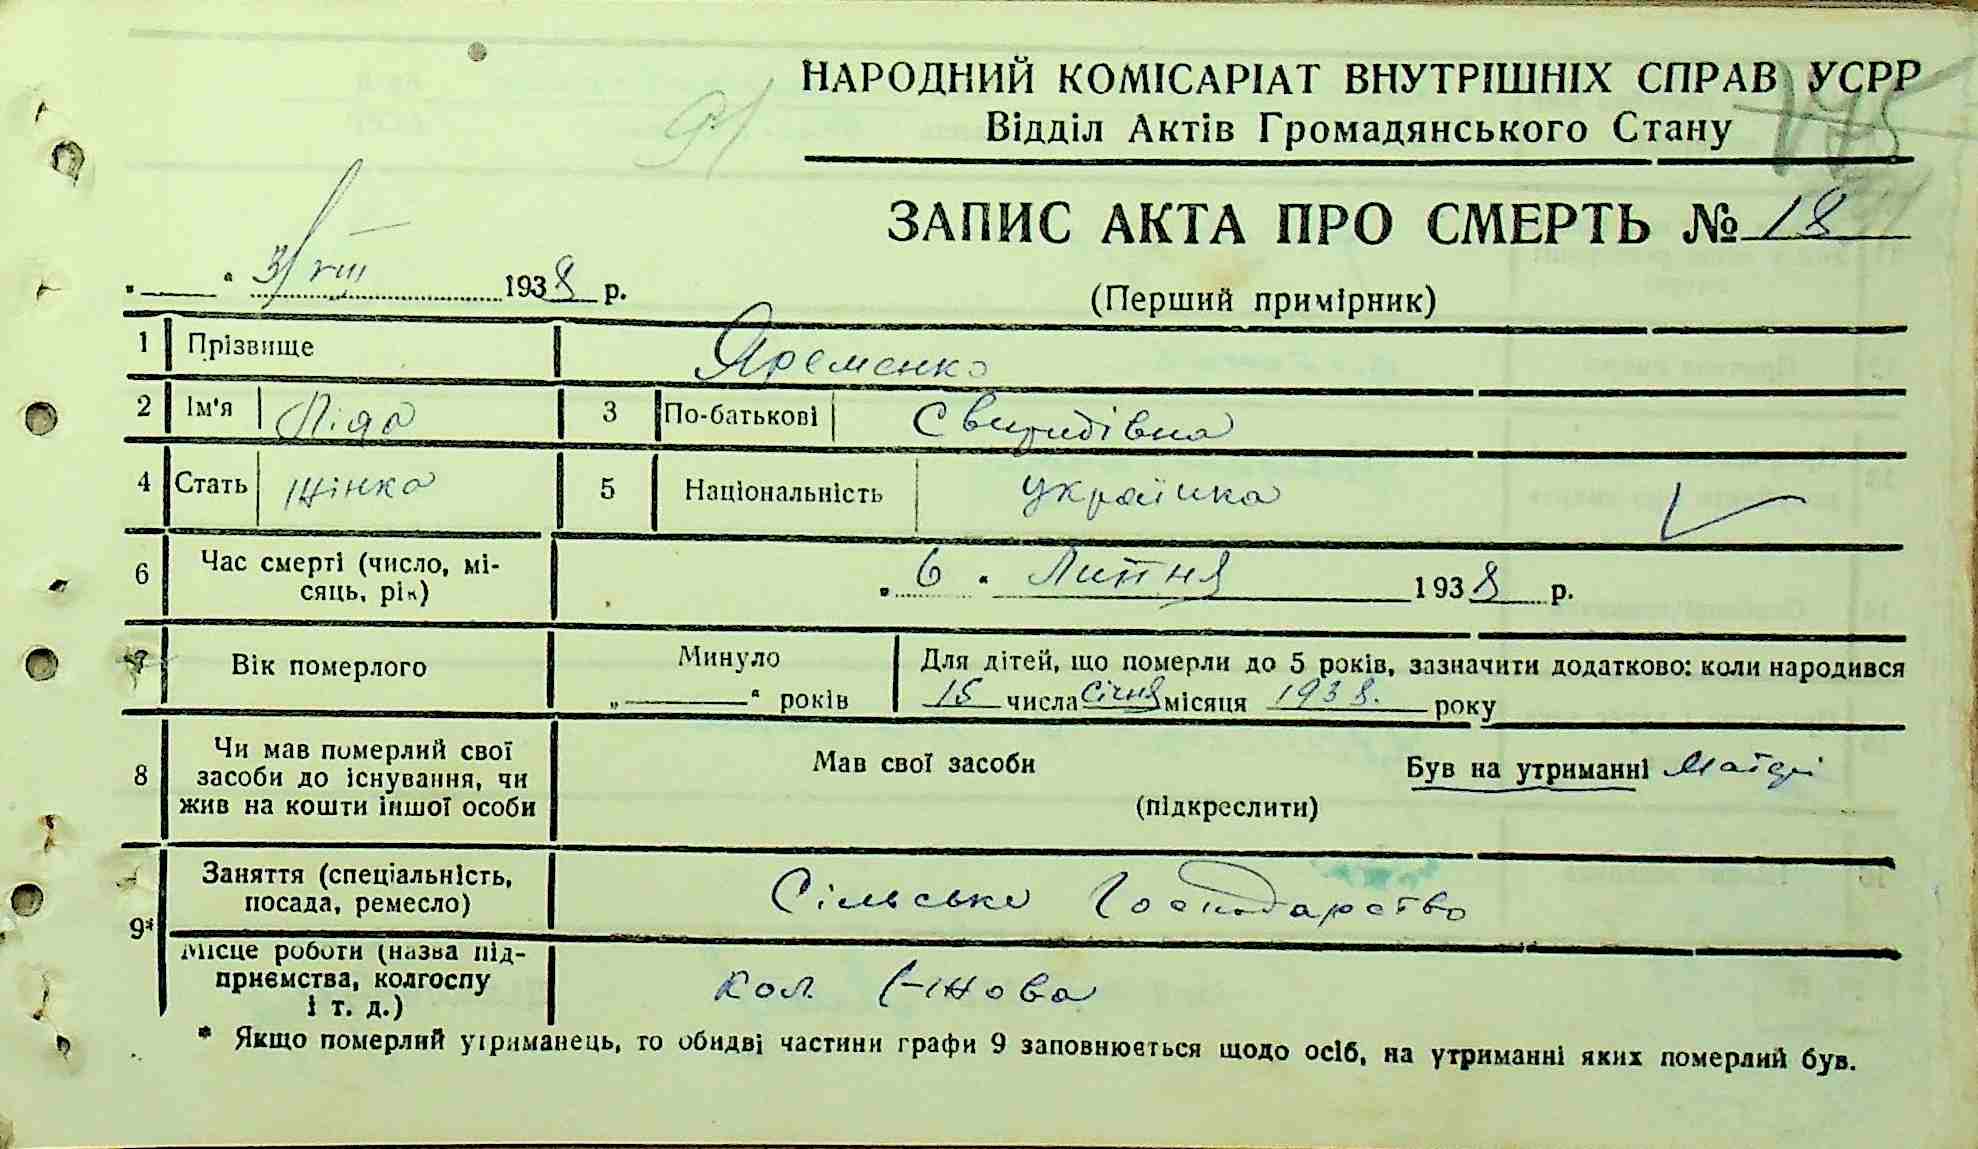 НАРОДНИЙ КОМІСАРІАТ ВНУТРІШНІХ СПРАВ УСРР
Відділ Актів Громадянського Стану
91
175
ЗАПИС АКТА ПРО СМЕРТЬ № 18
„ “ 31/VIII 1938 р.
(Перший примірник)
1 Прізвище Яременко
2 Ім'я Ліда 3 По-батькові Свиридівна
4 Стать жінка 5 Національність українка
6 Час смерті (число, мі-
сяць, рік) „ 6 “ Липня 1938 р.
7 Вік померлого Минуло „ “ років Для дітей, що померли до 5 років, зазначити додатково: коли народився
15 числа Січня місяця 1938. року
8 Чи мав померлий свої
засоби до існування, чи
жив на кошти іншої особи Мав свої засоби Був на утриманні Матері
(підкреслити)
9* Заняття (спеціальність,
посада, ремесло) Сільське Господарство
Місце роботи (назва під-
приємства, колгоспу
і т. д.) кол.
* Якщо померлий утриманець, то обидві частини графи 9 заповнюється щодо осіб, на утриманні яких померлий був.